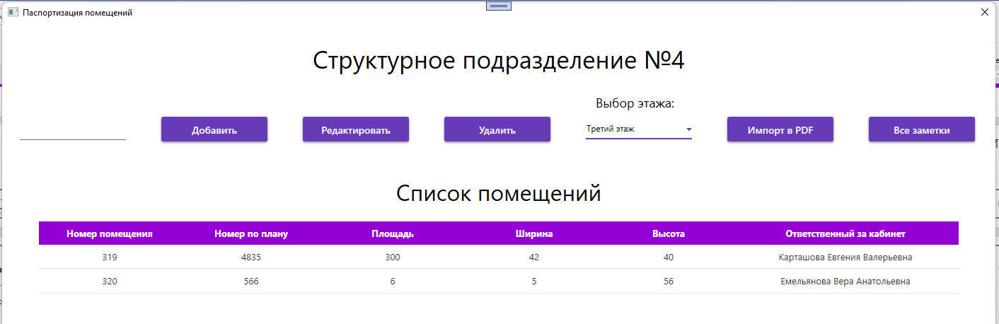 Паспортизация помещений
Структурное подразделение №4
Выбор этажа:
Добавить Редактировать Удалить Третий этаж Импорт в PDF Все заметки
Список помещений
Номер помещения Номер по плану Площадь Ширина Высота Ответственный за кабинет
319 4835 300 42 40 Карташова Евгения Валерьевна
320 566 6 5 56 Емельянова Вера Анатольевна